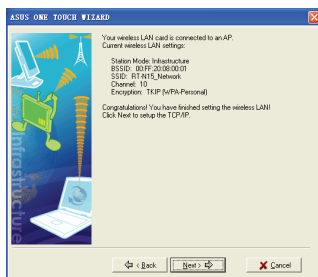 ASUS ONE TOUCH WIZARD
Your wireless LAN card is connected to an AP.
Current wireless LAN settings:
Station Mode: Infrastructure
BSSID: 00:FF:20:08:00:01
SSID: RT-N15_Network
Channel: 10
Encryption: TKIP (WPA-Personal)
Congratulations! You have finished setting the wireless LAN!
Click Next to setup the TCP/IP.
Infrastructure
< Back
Next >
Cancel